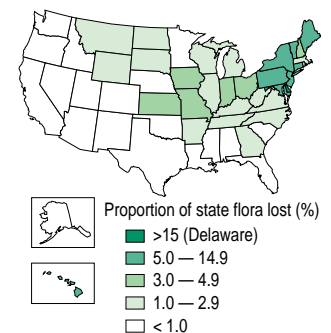 Proportion of state flora lost (%)
>15 (Delaware)
5.0 — 14.9
3.0 — 4.9
1.0 — 2.9
< 1.0